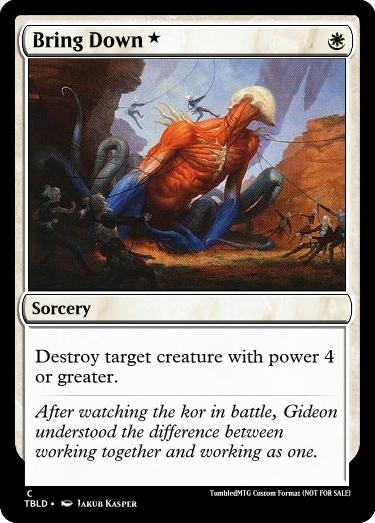 Bring Down ★
Sorcery
Destroy target creature with power 4
or greater.
After watching the kor in battle, Gideon
understood the difference between
working together and working as one.
C
TBLD • Jakub Kasper
TumbledMTG Custom Format (NOT FOR SALE)